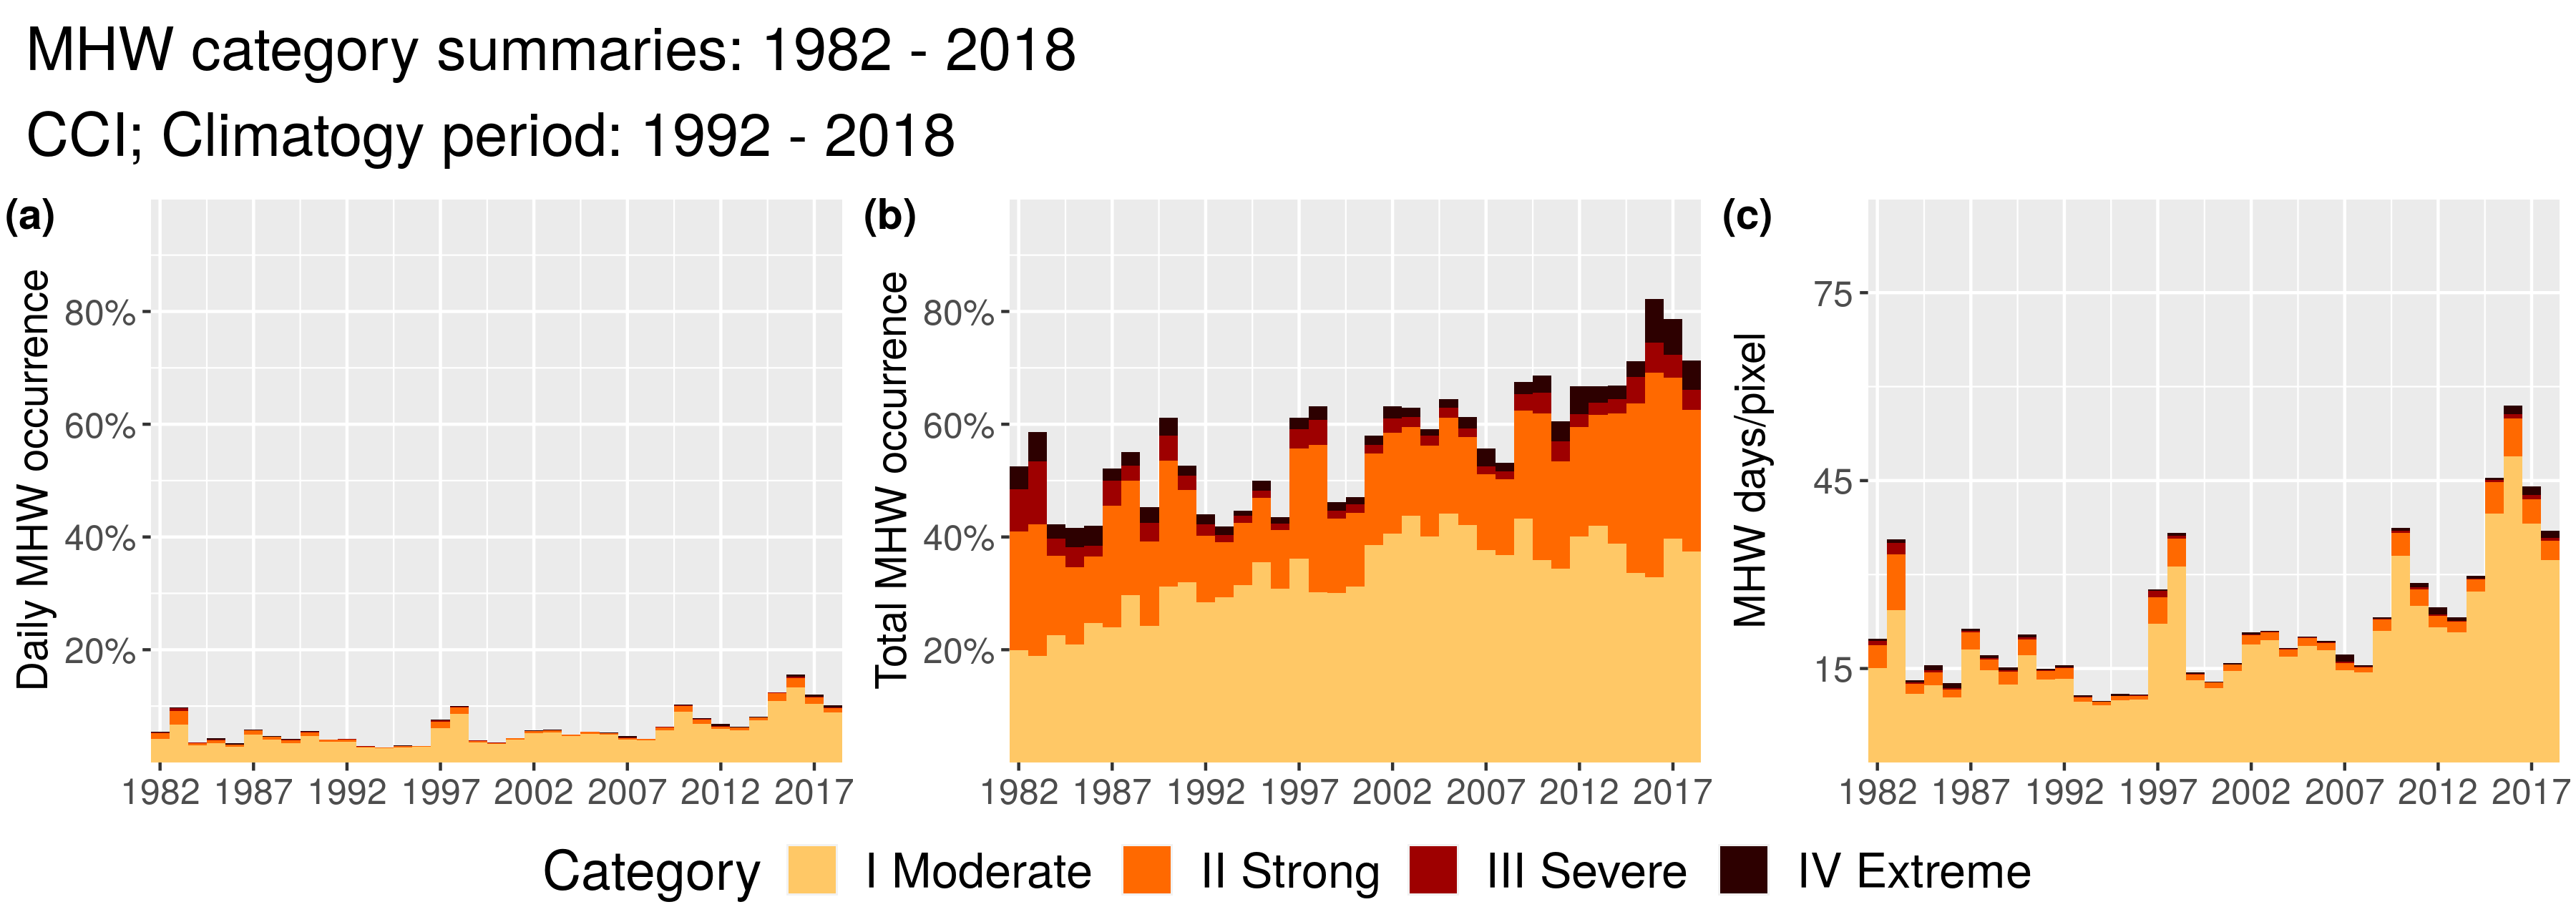 MHW category summaries: 1982 - 2018
CCI; Climatogy period: 1992 - 2018
(a)
Daily MHW occurrence
80%
60%
40%
20%
1982 1987 1992 1997 2002 2007 2012 2017
(b)
Total MHW occurrence
80%
60%
40%
20%
1982 1987 1992 1997 2002 2007 2012 2017
(c)
MHW days/pixel
75
45
15
1982 1987 1992 1997 2002 2007 2012 2017
Category I Moderate II Strong III Severe IV Extreme